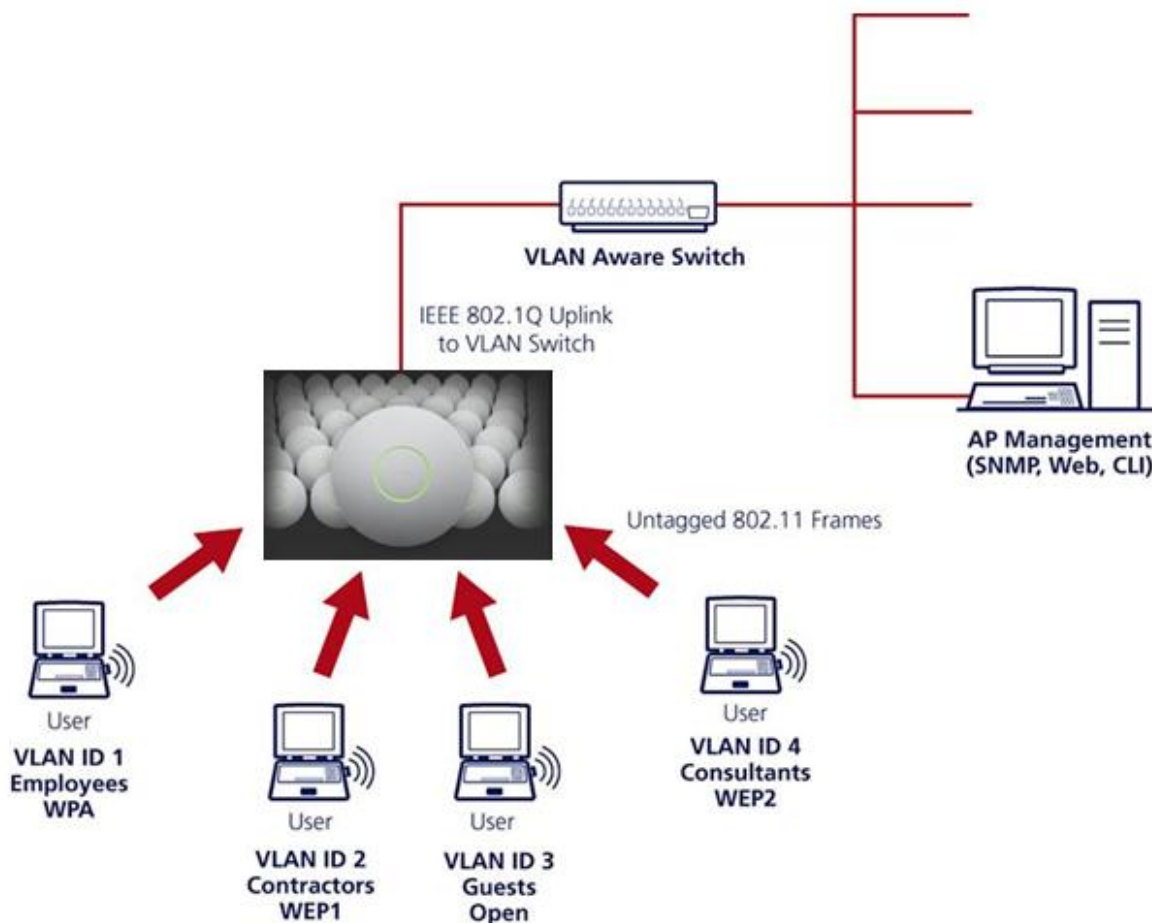 VLAN Aware Switch
IEEE 802.1Q Uplink
to VLAN Switch
AP Management
(SNMP, Web, CLI)
Untagged 802.11 Frames
User
VLAN ID 1
Employees
WPA
User
VLAN ID 2
Contractors
WEP1
User
VLAN ID 3
Guests
Open
User
VLAN ID 4
Consultants
WEP2